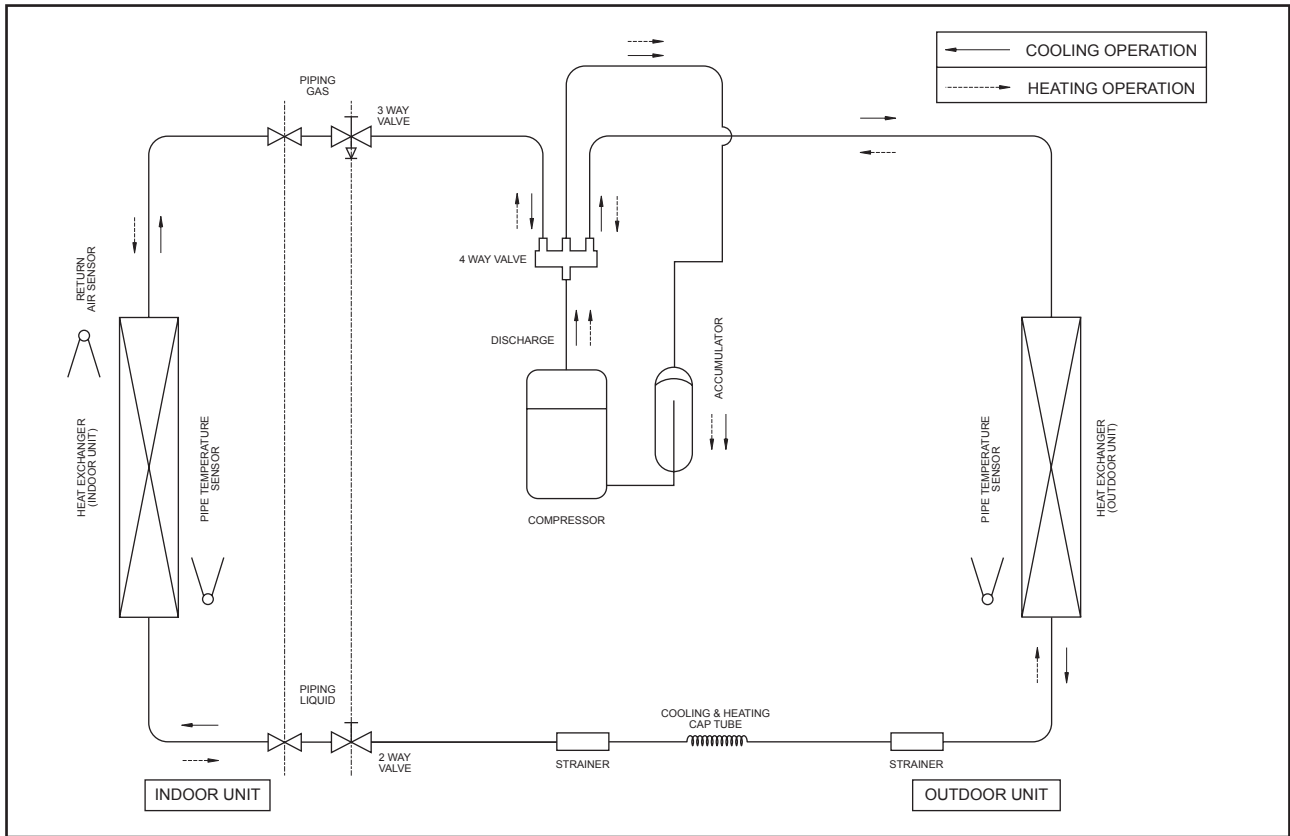 COOLING OPERATION
HEATING OPERATION
PIPING
GAS
3 WAY
VALVE
4 WAY VALVE
RETURN
AIR SENSOR
DISCHARGE
ACCUMULATOR
HEAT EXCHANGER
(INDOOR UNIT)
PIPE TEMPERATURE
SENSOR
PIPE TEMPERATURE
SENSOR
HEAT EXCHANGER
(OUTDOOR UNIT)
COMPRESSOR
PIPING
LIQUID
COOLING & HEATING
CAP TUBE
2 WAY
VALVE
STRAINER
STRAINER
INDOOR UNIT
OUTDOOR UNIT